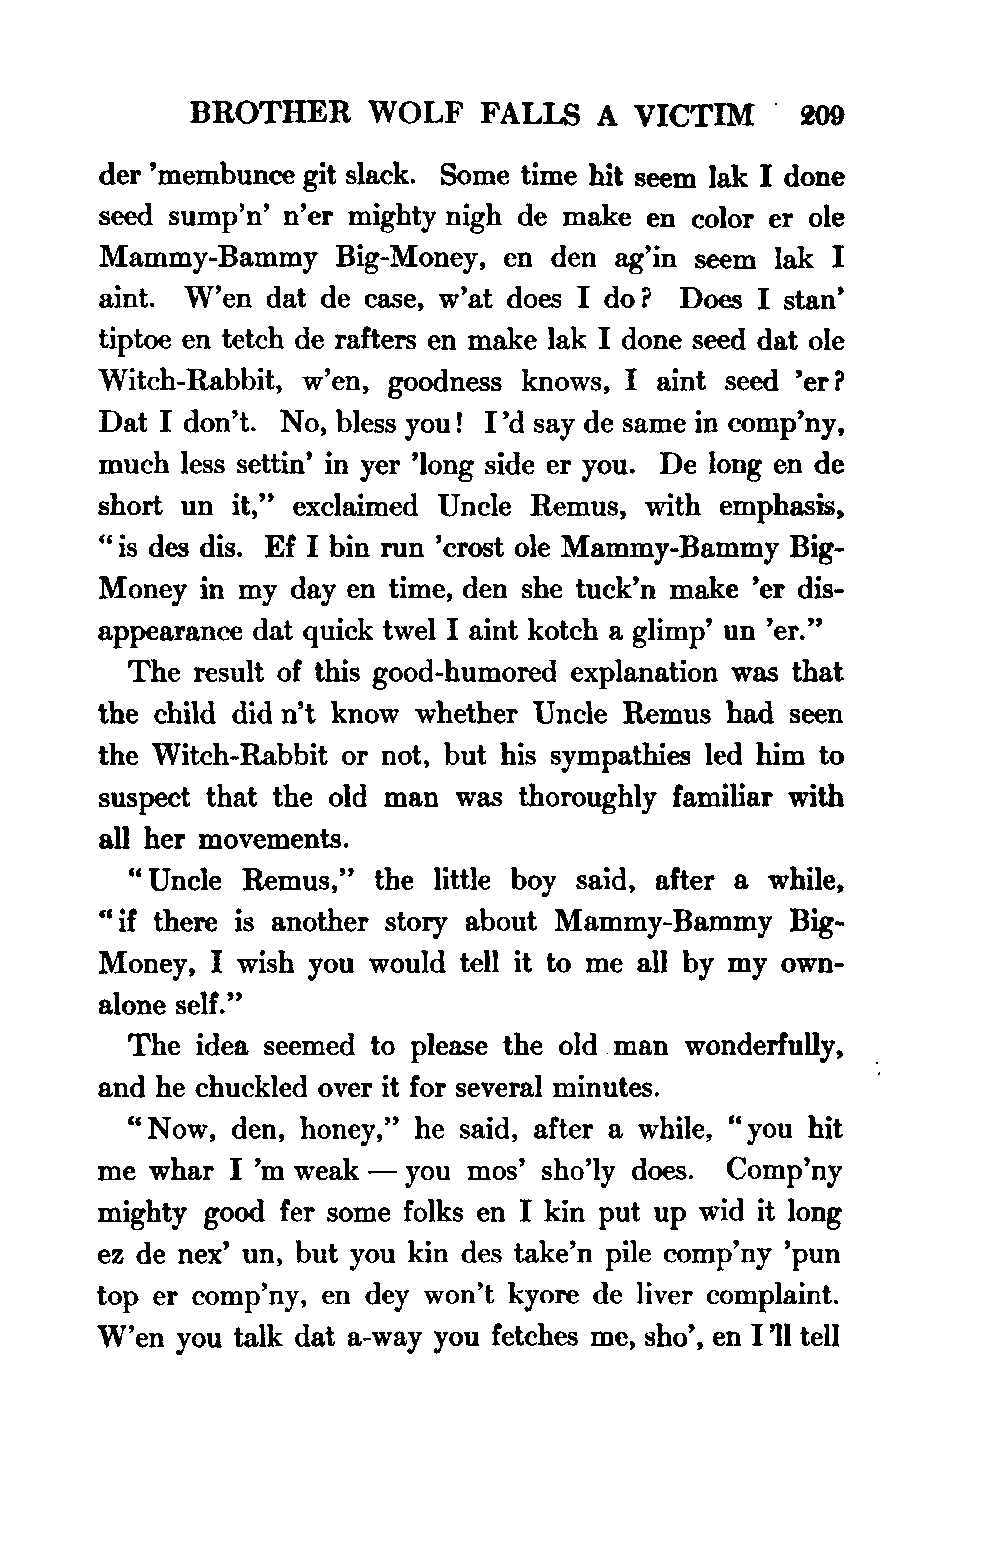 BROTHER WOLF FALLS A VICTIM 209
der 'membunce git slack. Some time hit seem lak I done
seed sump'n' n'er mighty nigh de make en color er ole
Mammy-Bammy Big-Money, en den ag'in seem lak I
aint. W'en dat de case, w'at does I do? Does I stan'
tiptoe en tetch de rafters en make lak I done seed dat ole
Witch-Rabbit, w'en, goodness knows, I aint seed 'er?
Dat I don't. No, bless you! I 'd say de same in comp'ny,
much less settin' in yer 'long side er you. De long en de
short un it," exclaimed Uncle Remus, with emphasis,
"is des dis. Ef I bin run 'crost ole Mammy-Bammy Big-
Money in my day en time, den she tuck'n make 'er dis-
appearance dat quick twel I aint kotch a glimp' un 'er."
The result of this good-humored explanation was that
the child did n't know whether Uncle Remus had seen
the Witch-Rabbit or not, but his sympathies led him to
suspect that the old man was thoroughly familiar with
all her movements.
"Uncle Remus," the little boy said, after a while,
"if there is another story about Mammy-Bammy Big-
Money, I wish you would tell it to me all by my own-
alone self."
The idea seemed to please the old man wonderfully,
and he chuckled over it for several minutes.
"Now, den, honey," he said, after a while, "you hit
me whar I 'm weak — you mos' sho'ly does. Comp'ny
mighty good fer some folks en I kin put up wid it long
ez de nex' un, but you kin des take'n pile comp'ny 'pun
top er comp'ny, en dey won't kyore de liver complaint.
W'en you talk dat a-way you fetches me, sho', en I 'll tell